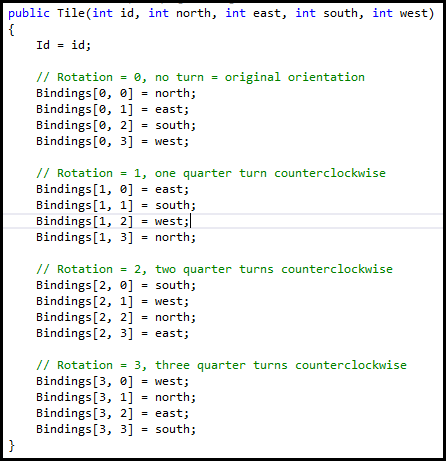 public Tile(int id, int north, int east, int south, int west)
{
    Id = id;

    // Rotation = 0, no turn = original orientation
    Bindings[0, 0] = north;
    Bindings[0, 1] = east;
    Bindings[0, 2] = south;
    Bindings[0, 3] = west;

    // Rotation = 1, one quarter turn counterclockwise
    Bindings[1, 0] = east;
    Bindings[1, 1] = south;
    Bindings[1, 2] = west;
    Bindings[1, 3] = north;

    // Rotation = 2, two quarter turns counterclockwise
    Bindings[2, 0] = south;
    Bindings[2, 1] = west;
    Bindings[2, 2] = north;
    Bindings[2, 3] = east;

    // Rotation = 3, three quarter turns counterclockwise
    Bindings[3, 0] = west;
    Bindings[3, 1] = north;
    Bindings[3, 2] = east;
    Bindings[3, 3] = south;
}